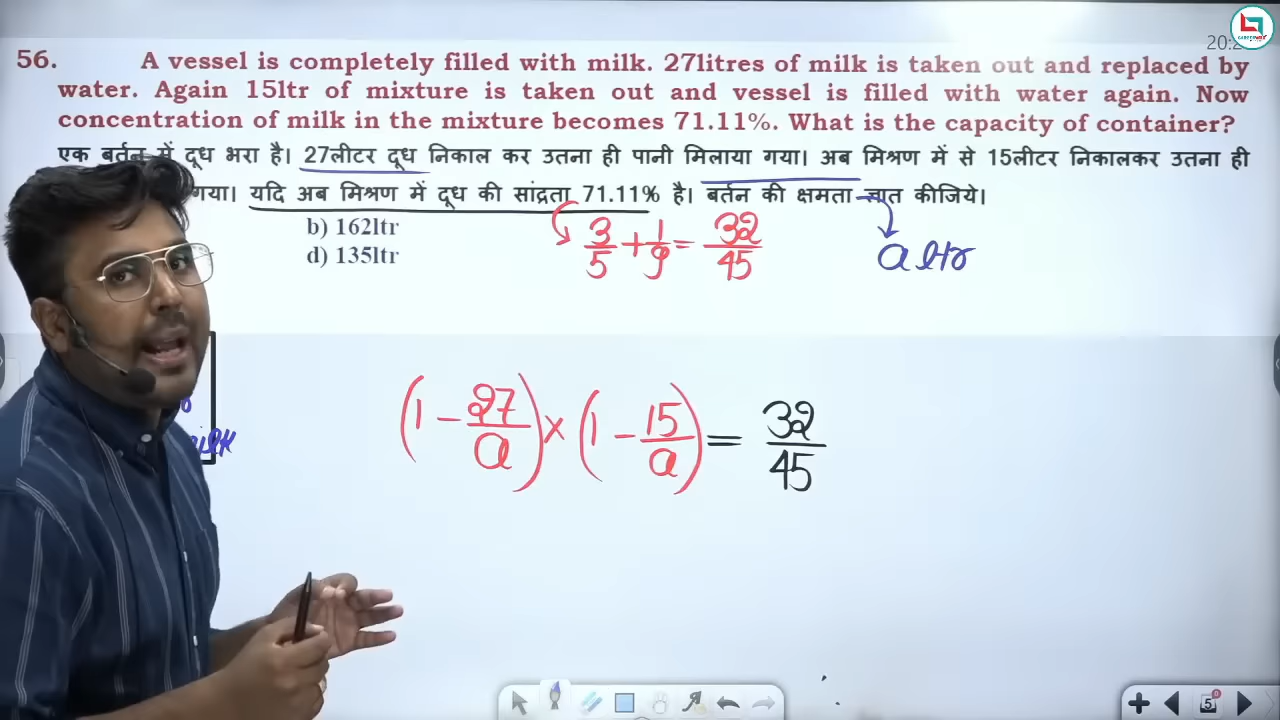 20:2
56. A vessel is completely filled with milk. 27litres of milk is taken out and replaced by
water. Again 15ltr of mixture is taken out and vessel is filled with water again. Now
concentration of milk in the mixture becomes 71.11%. What is the capacity of container?
एक बर्तन में दूध भरा है। 27लीटर दूध निकाल कर उतना ही पानी मिलाया गया। अब मिश्रण में से 15लीटर निकालकर उतना ही
गया। यदि अब मिश्रण में दूध की सांद्रता 71.11% है। बर्तन की क्षमता ज्ञात कीजिये।
b) 162ltr
d) 135ltr
3/5 + 1/9 = 32/45
a ltr
(1 - 27/a) × (1 - 15/a) = 32/45
5